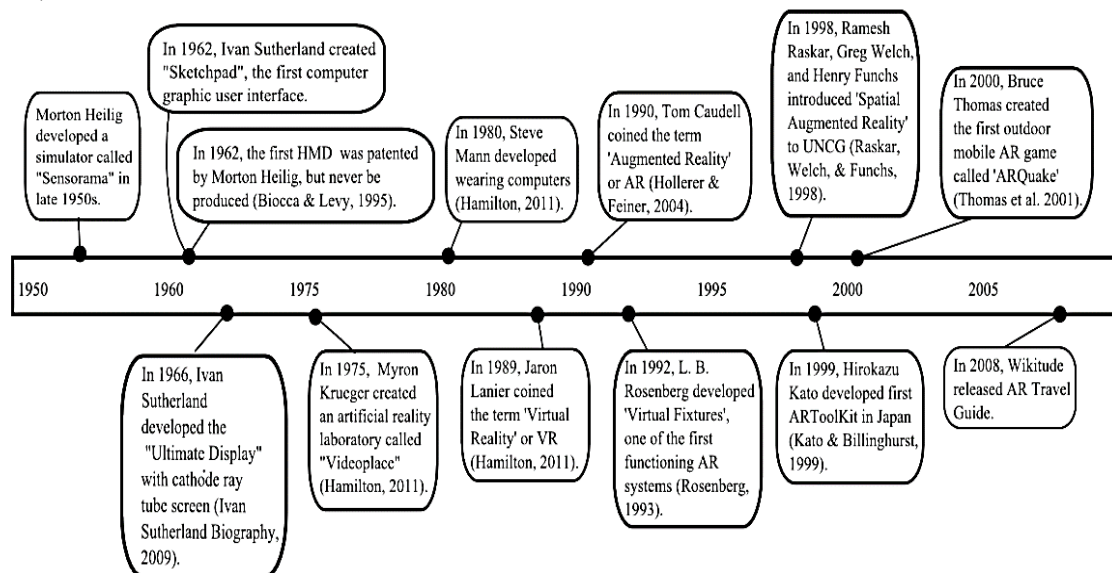 Morton Heilig
developed a
simulator called
"Sensorama" in
late 1950s.
In 1962, Ivan Sutherland created
"Sketchpad", the first computer
graphic user interface.
In 1962, the first HMD was patented
by Morton Heilig, but never be
produced (Biocca & Levy, 1995).
In 1980, Steve
Mann developed
wearing computers
(Hamilton, 2011).
In 1990, Tom Caudell
coined the term
'Augmented Reality'
or AR (Hollerer &
Feiner, 2004).
In 1998, Ramesh
Raskar, Greg Welch,
and Henry Funchs
introduced 'Spatial
Augmented Reality'
to UNCG (Raskar,
Welch, & Funchs,
1998).
In 2000, Bruce
Thomas created
the first outdoor
mobile AR game
called 'ARQuake'
(Thomas et al. 2001).
1950 1960 1975 1980 1990 1995 2000 2005
In 1966, Ivan
Sutherland
developed the
"Ultimate Display"
with cathode ray
tube screen (Ivan
Sutherland Biography,
2009).
In 1975, Myron
Krueger created
an artificial reality
laboratory called
"Videoplace"
(Hamilton, 2011).
In 1989, Jaron
Lanier coined
the term 'Virtual
Reality' or VR
(Hamilton, 2011).
In 1992, L. B.
Rosenberg developed
'Virtual Fixtures',
one of the first
functioning AR
systems (Rosenberg,
1993).
In 1999, Hirokazu
Kato developed first
ARToolKit in Japan
(Kato & Billinghurst,
1999).
In 2008, Wikitude
released AR Travel
Guide.